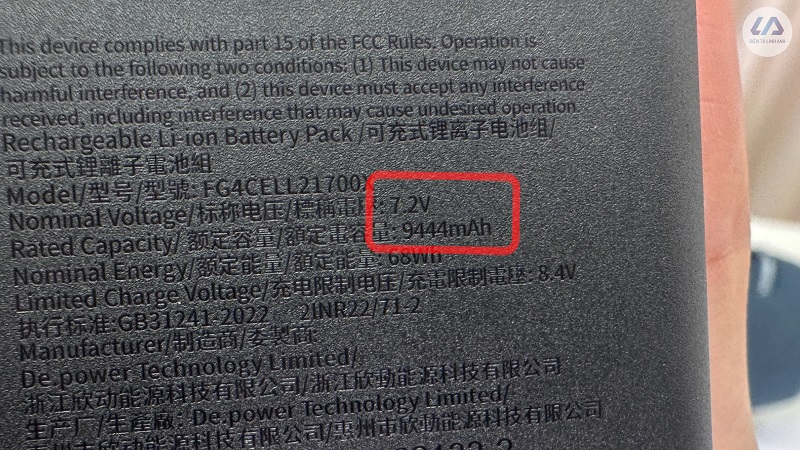 This device complies with part 15 of the FCC Rules. Operation is
subject to the following two conditions: (1) This device may not cause
harmful interference, and (2) this device must accept any interference
received, including interference that may cause undesired operation.
Rechargeable Li-ion Battery Pack /可充式锂离子电池组/
可充式鋰離子電池組
Model/型号/型號: FG4CELL21700
Nominal Voltage/标称电压/標稱電壓: 7.2V
Rated Capacity/ 额定容量/額定電容量: 9444mAh
Nominal Energy/额定能量/額定能量: 68Wh
Limited Charge Voltage/充电限制电压/充電限制電壓: 8.4V
执行标准:GB31241-2022 2INR22/71-2
Manufacturer/制造商/委製商:
De.power Technology Limited/
浙江欣动能源科技有限公司/浙江欣動能源科技有限公司
生产厂/生產廠: De.power Technology Limited/
惠州市欣动能源科技有限公司/惠州市欣動能源科技有限公司
LA
ĐIỆN TỬ LINH ANH